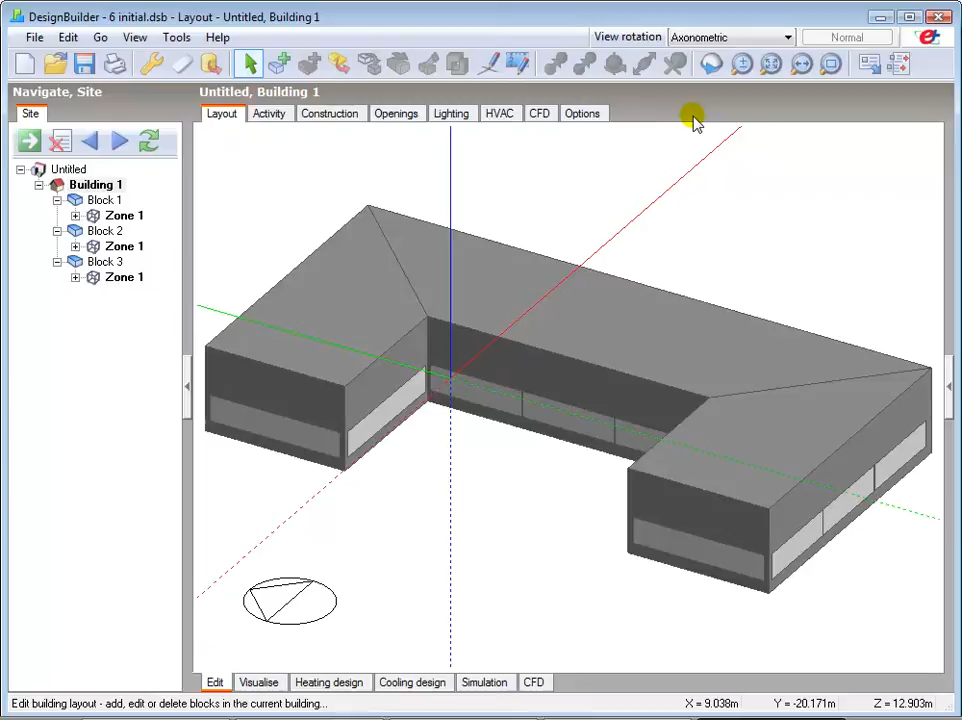 DesignBuilder - 6 initial.dsb - Layout - Untitled, Building 1
File Edit Go View Tools Help View rotation Axonometric Normal
Navigate, Site Untitled, Building 1
Site Layout Activity Construction Openings Lighting HVAC CFD Options
Untitled
Building 1
Block 1
Zone 1
Block 2
Zone 1
Block 3
Zone 1
Edit Visualise Heating design Cooling design Simulation CFD
Edit building layout - add, edit or delete blocks in the current building... X = 9.038m Y = -20.171m Z = 12.903m